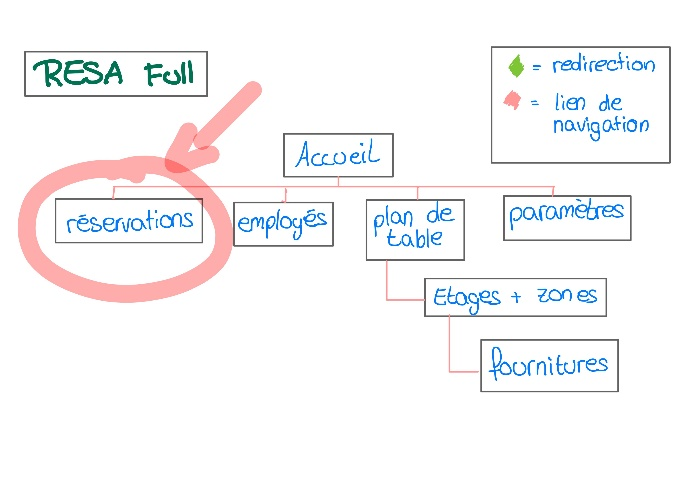 RESA Full
= redirection
= lien de
navigation
Accueil
réservations
employés
plan de
table
paramètres
Etages + zones
fournitures